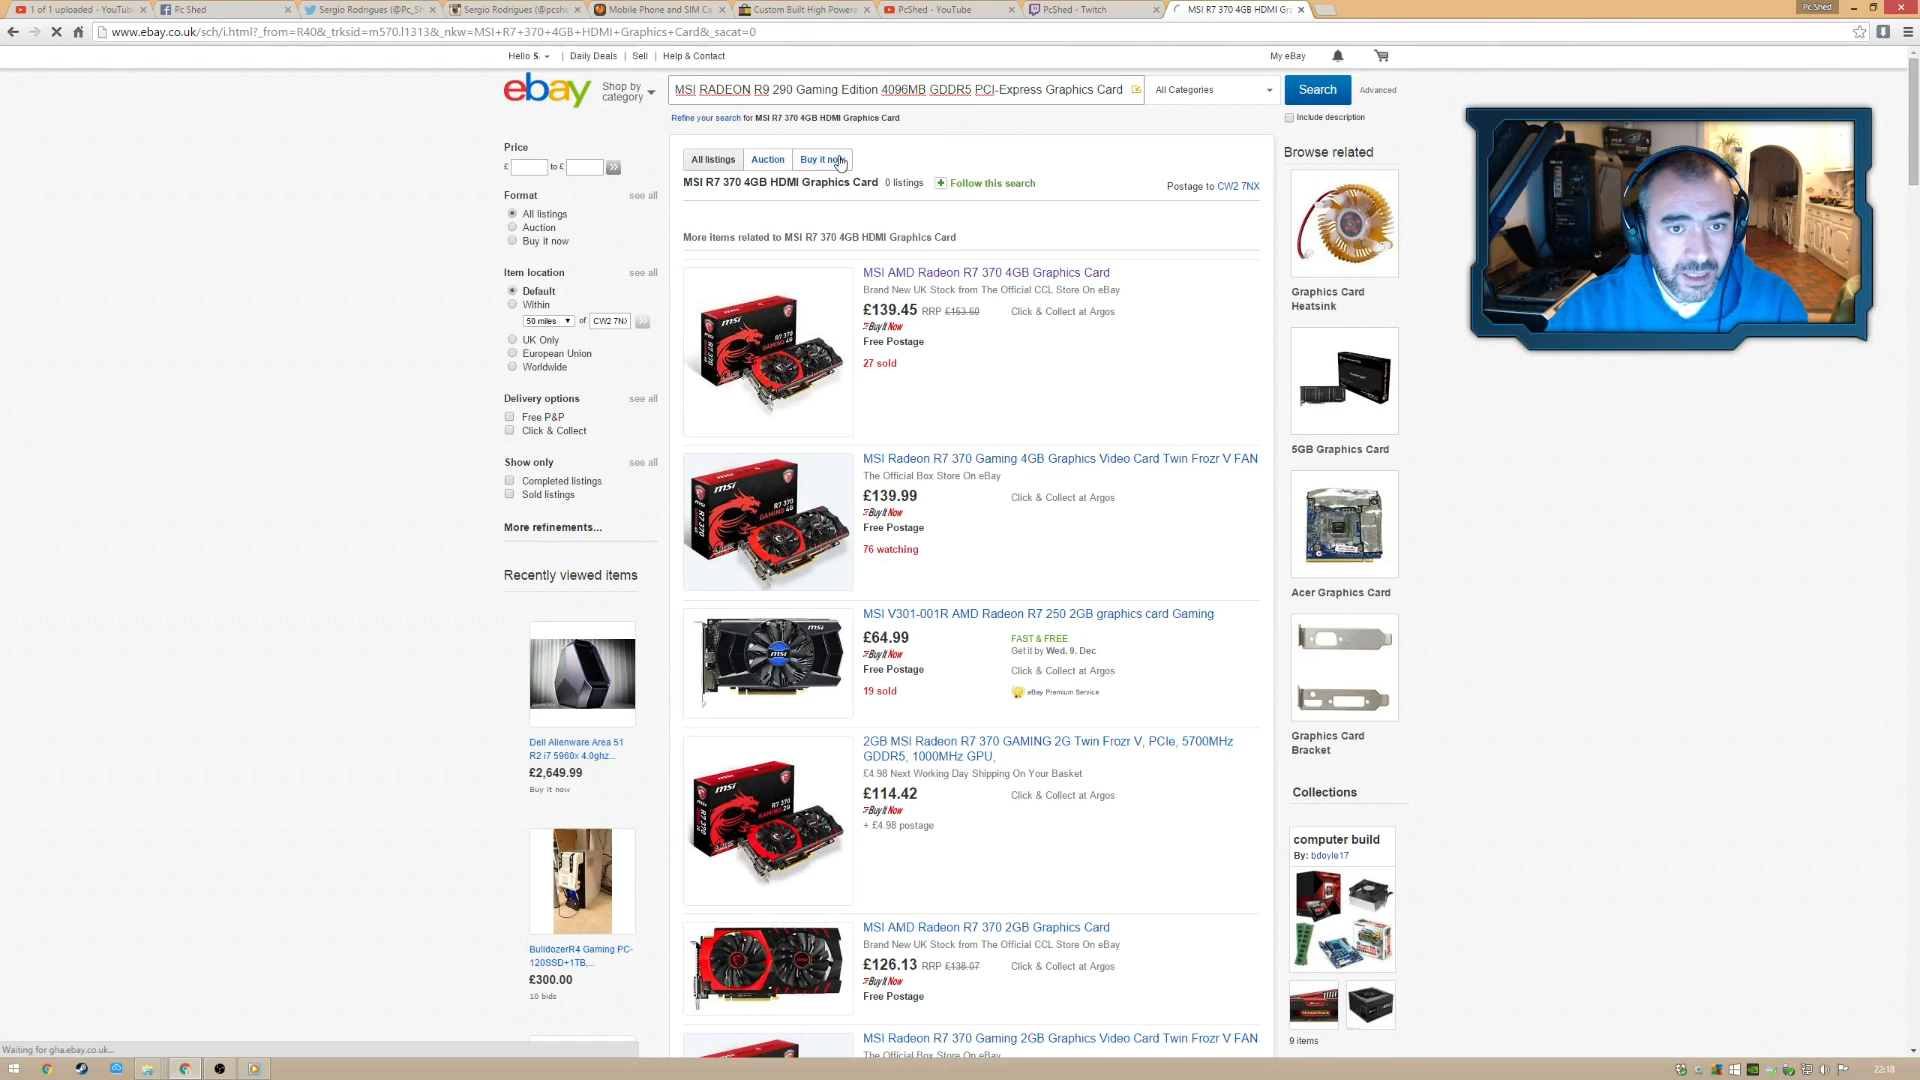 1 of 1 uploaded - YouTube
Pc Shed
Sergio Rodrigues (@Pc_Sh
Sergio Rodrigues (@pcshe
Mobile Phone and SIM Ca
Custom Built High Powere
PcShed - YouTube
PcShed - Twitch
MSI R7 370 4GB HDMI Gra
Pc Shed
www.ebay.co.uk/sch/i.html?_from=R40&_trksid=m570.l1313&_nkw=MSI+R7+370+4GB+HDMI+Graphics+Card&_sacat=0
Hello S.
Daily Deals
Sell
Help & Contact
My eBay
ebay
Shop by
category
MSI RADEON R9 290 Gaming Edition 4096MB GDDR5 PCI-Express Graphics Card
All Categories
Search
Advanced
Refine your search for MSI R7 370 4GB HDMI Graphics Card
Include description
Price
£ to £
Format see all
All listings
Auction
Buy it now
Item location see all
Default
Within
50 miles of CW2 7NX
UK Only
European Union
Worldwide
Delivery options see all
Free P&P
Click & Collect
Show only see all
Completed listings
Sold listings
More refinements...
Recently viewed items
Dell Alienware Area 51
R2 i7 5960x 4.0ghz...
£2,649.99
Buy it now
BulldozerR4 Gaming PC-
120SSD+1TB,...
£300.00
10 bids
All listings
Auction
Buy it now
MSI R7 370 4GB HDMI Graphics Card 0 listings Follow this search
Postage to CW2 7NX
More items related to MSI R7 370 4GB HDMI Graphics Card
MSI AMD Radeon R7 370 4GB Graphics Card
Brand New UK Stock from The Official CCL Store On eBay
£139.45 RRP £153.60 Click & Collect at Argos
Buy It Now
Free Postage
27 sold
MSI Radeon R7 370 Gaming 4GB Graphics Video Card Twin Frozr V FAN
The Official Box Store On eBay
£139.99 Click & Collect at Argos
Buy It Now
Free Postage
76 watching
MSI V301-001R AMD Radeon R7 250 2GB graphics card Gaming
£64.99 FAST & FREE
Buy It Now Get it by Wed. 9. Dec
Free Postage Click & Collect at Argos
19 sold eBay Premium Service
2GB MSI Radeon R7 370 GAMING 2G Twin Frozr V, PCIe, 5700MHz
GDDR5, 1000MHz GPU,
£4.98 Next Working Day Shipping On Your Basket
£114.42 Click & Collect at Argos
Buy It Now
+ £4.98 postage
MSI AMD Radeon R7 370 2GB Graphics Card
Brand New UK Stock from The Official CCL Store On eBay
£126.13 RRP £138.07 Click & Collect at Argos
Buy It Now
Free Postage
MSI Radeon R7 370 Gaming 2GB Graphics Video Card Twin Frozr V FAN
The Official Box Store On eBay
Browse related
Graphics Card
Heatsink
5GB Graphics Card
Acer Graphics Card
Graphics Card
Bracket
Collections
computer build
By: bdoyle17
9 items
Waiting for gha.ebay.co.uk...
22:18